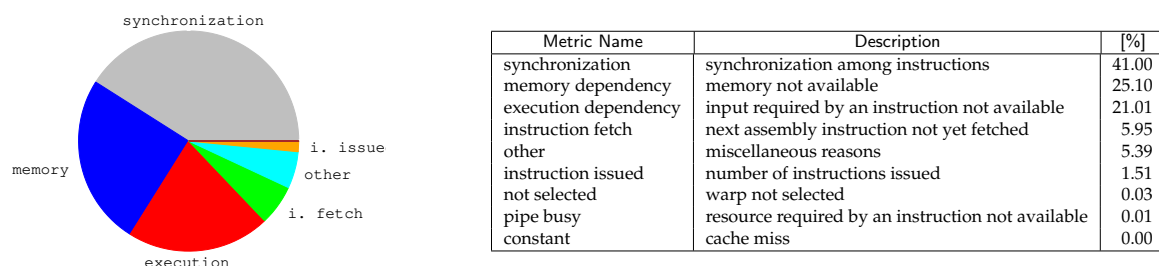 synchronization
i. issue
other
memory
i. fetch
execution
Metric Name Description [%]
synchronization synchronization among instructions 41.00
memory dependency memory not available 25.10
execution dependency input required by an instruction not available 21.01
instruction fetch next assembly instruction not yet fetched 5.95
other miscellaneous reasons 5.39
instruction issued number of instructions issued 1.51
not selected warp not selected 0.03
pipe busy resource required by an instruction not available 0.01
constant cache miss 0.00